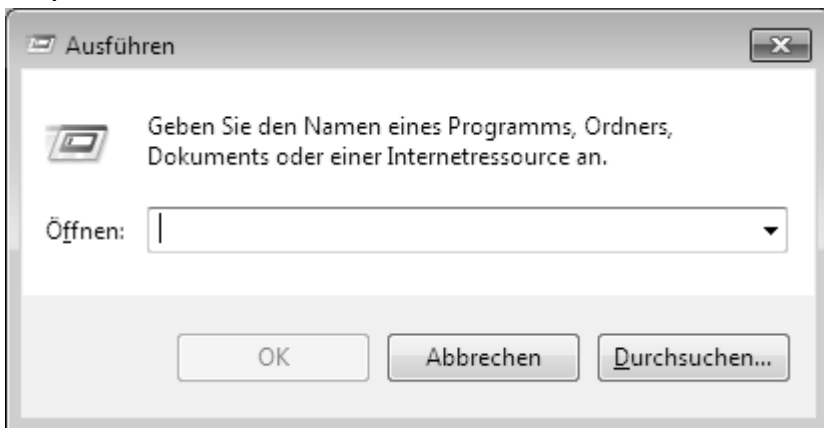 Ausführen
Geben Sie den Namen eines Programms, Ordners,
Dokuments oder einer Internetressource an.
Öffnen:
OK Abbrechen Durchsuchen...